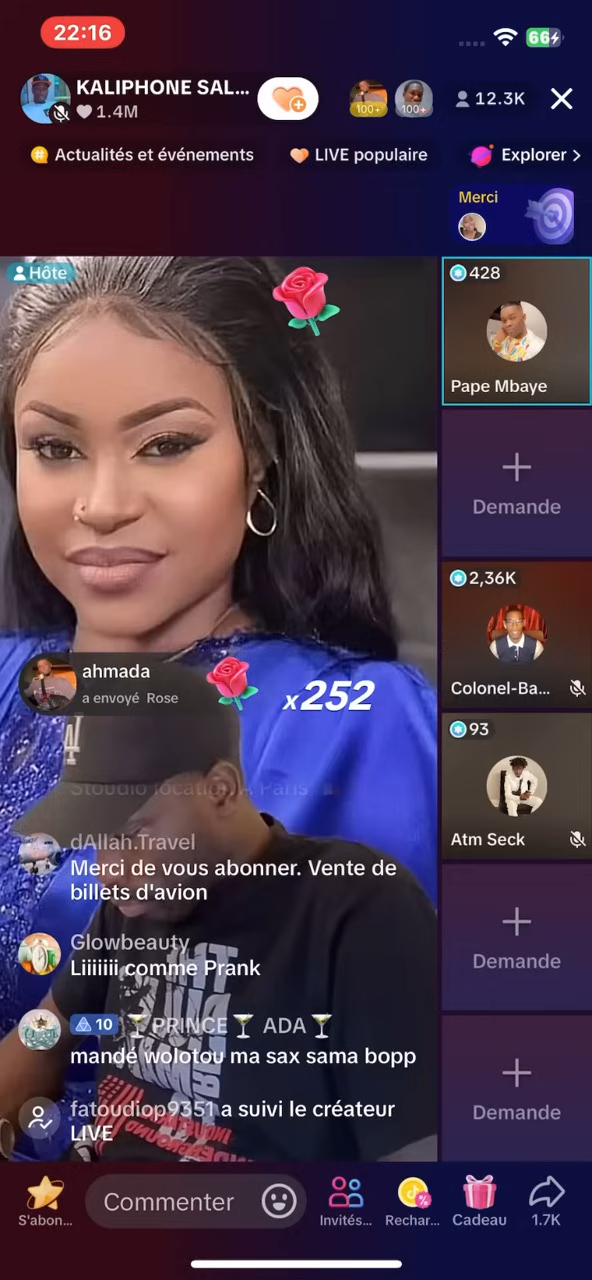 22:16
66
KALIPHONE SAL...
1.4M
100+
100+
12.3K
Actualités et événements
LIVE populaire
Explorer >
Merci
Hôte
428
Pape Mbaye
Demande
2,36K
Colonel-Ba...
93
Atm Seck
Demande
Demande
ahmada
a envoyé Rose
x252
Stoudio location A Paris
dAllah.Travel
Merci de vous abonner. Vente de
billets d'avion
Glowbeauty
Liiiiiii comme Prank
10 PRINCE ADA
mandé wolotou ma sax sama bopp
fatoudiop9351 a suivi le créateur
LIVE
S'abon...
Commenter
Invités...
Rechar...
Cadeau
1.7K